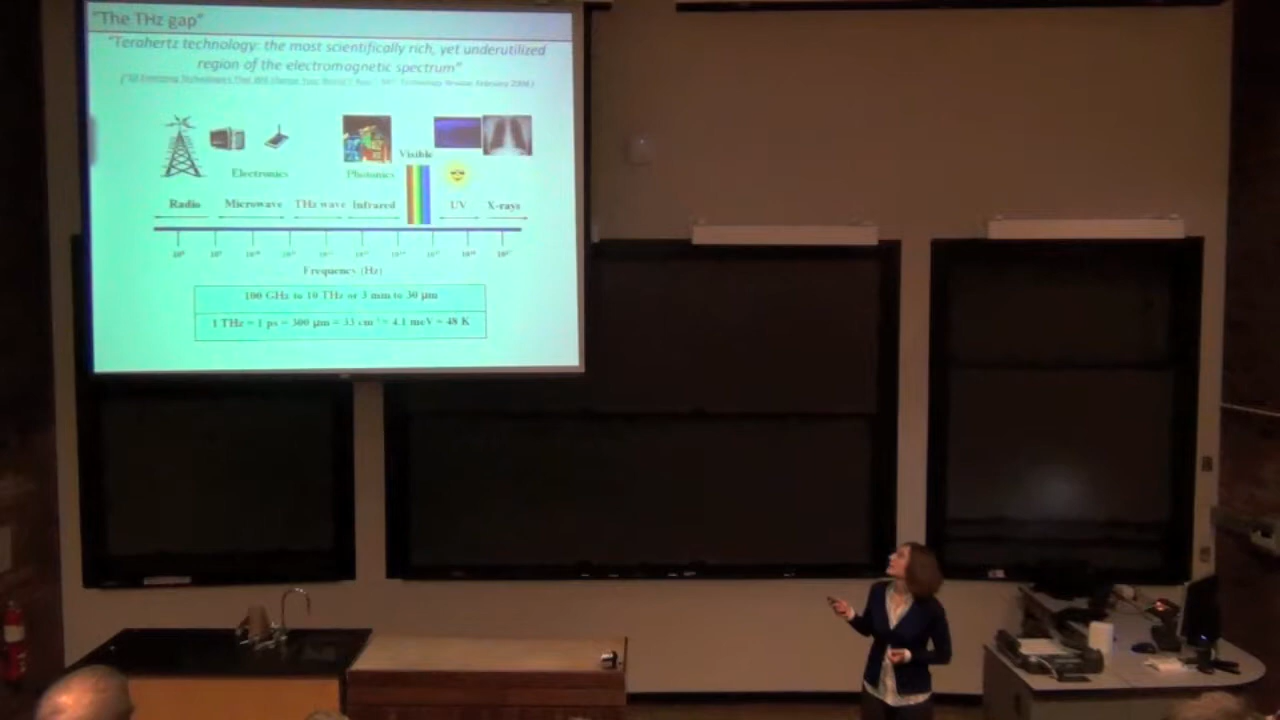 "The THz gap"
"Terahertz technology: the most scientifically rich, yet underutilized
region of the electromagnetic spectrum"
Visible
Electronics
Photonics
Radio
Microwave
THz wave
Infrared
UV
X-rays
Frequency (Hz)
100 GHz to 10 THz or 3 mm to 30 μm
1 THz ~ 1 ps ~ 300 μm ~ 33 cm⁻¹ ~ 4.1 meV ~ 48 K